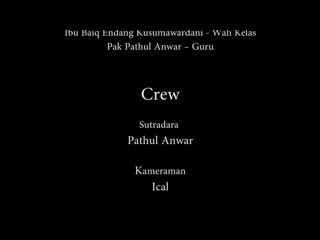 Ibu Baiq Endang Kusumawardani - Wali Kelas
Pak Pathul Anwar – Guru
Crew
Sutradara
Pathul Anwar
Kameraman
Ical